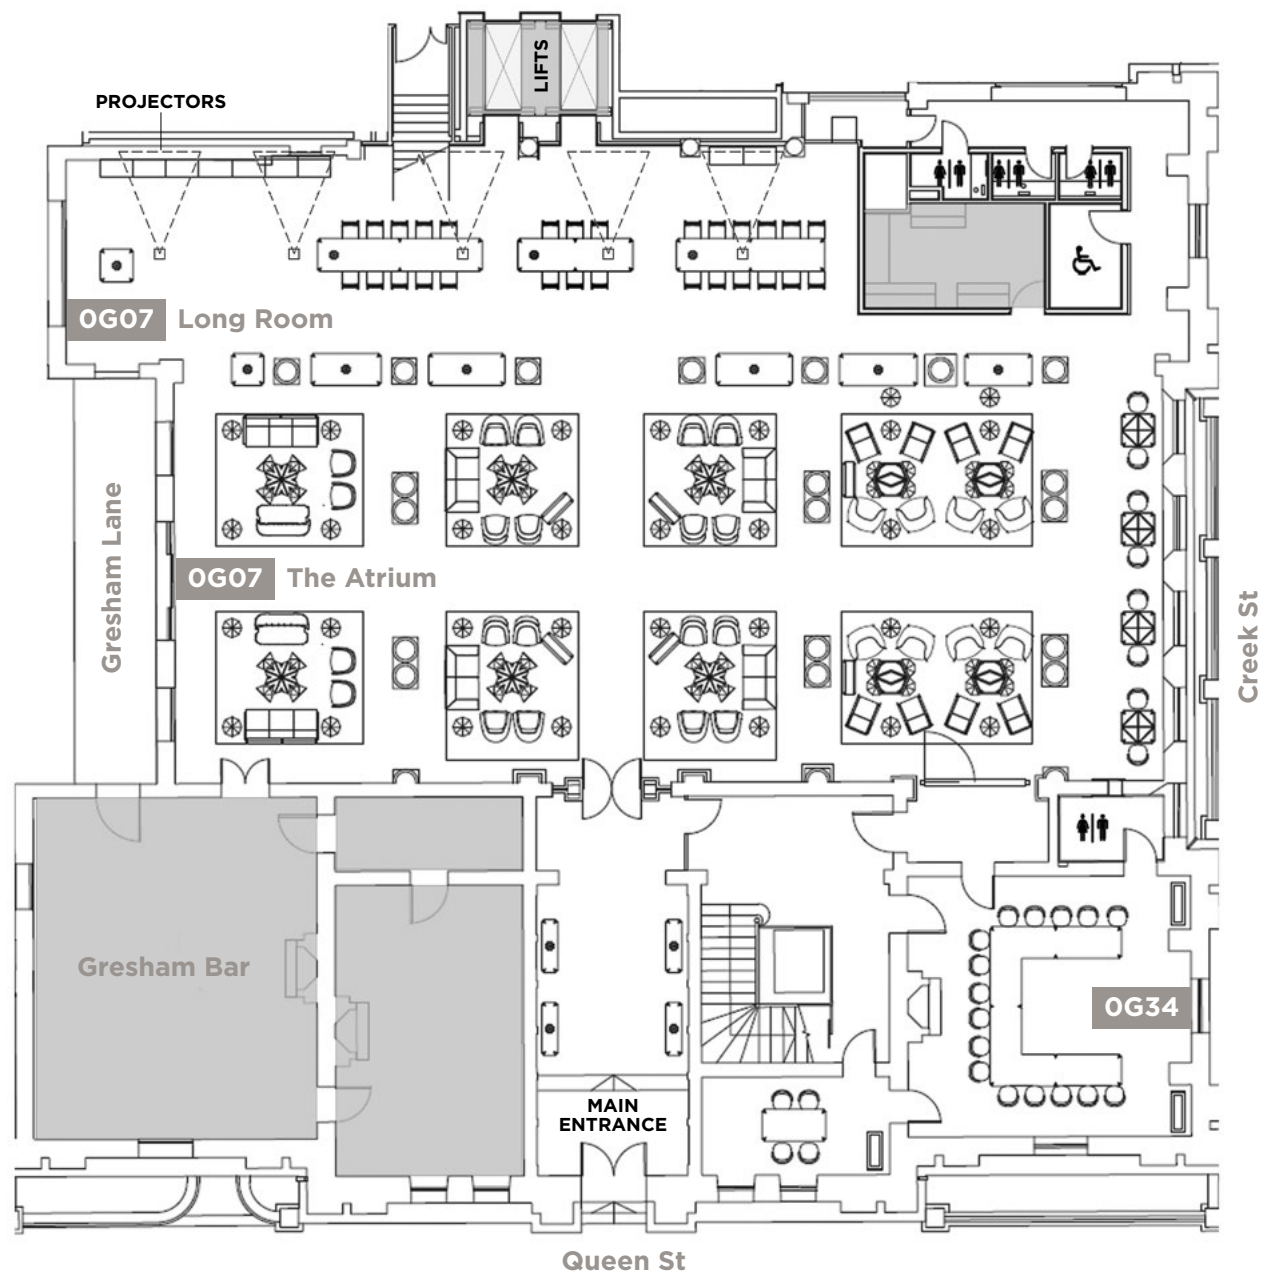 LIFTS
PROJECTORS
0G07 Long Room
Gresham Lane
0G07 The Atrium
Creek St
Gresham Bar
0G34
MAIN
ENTRANCE
Queen St